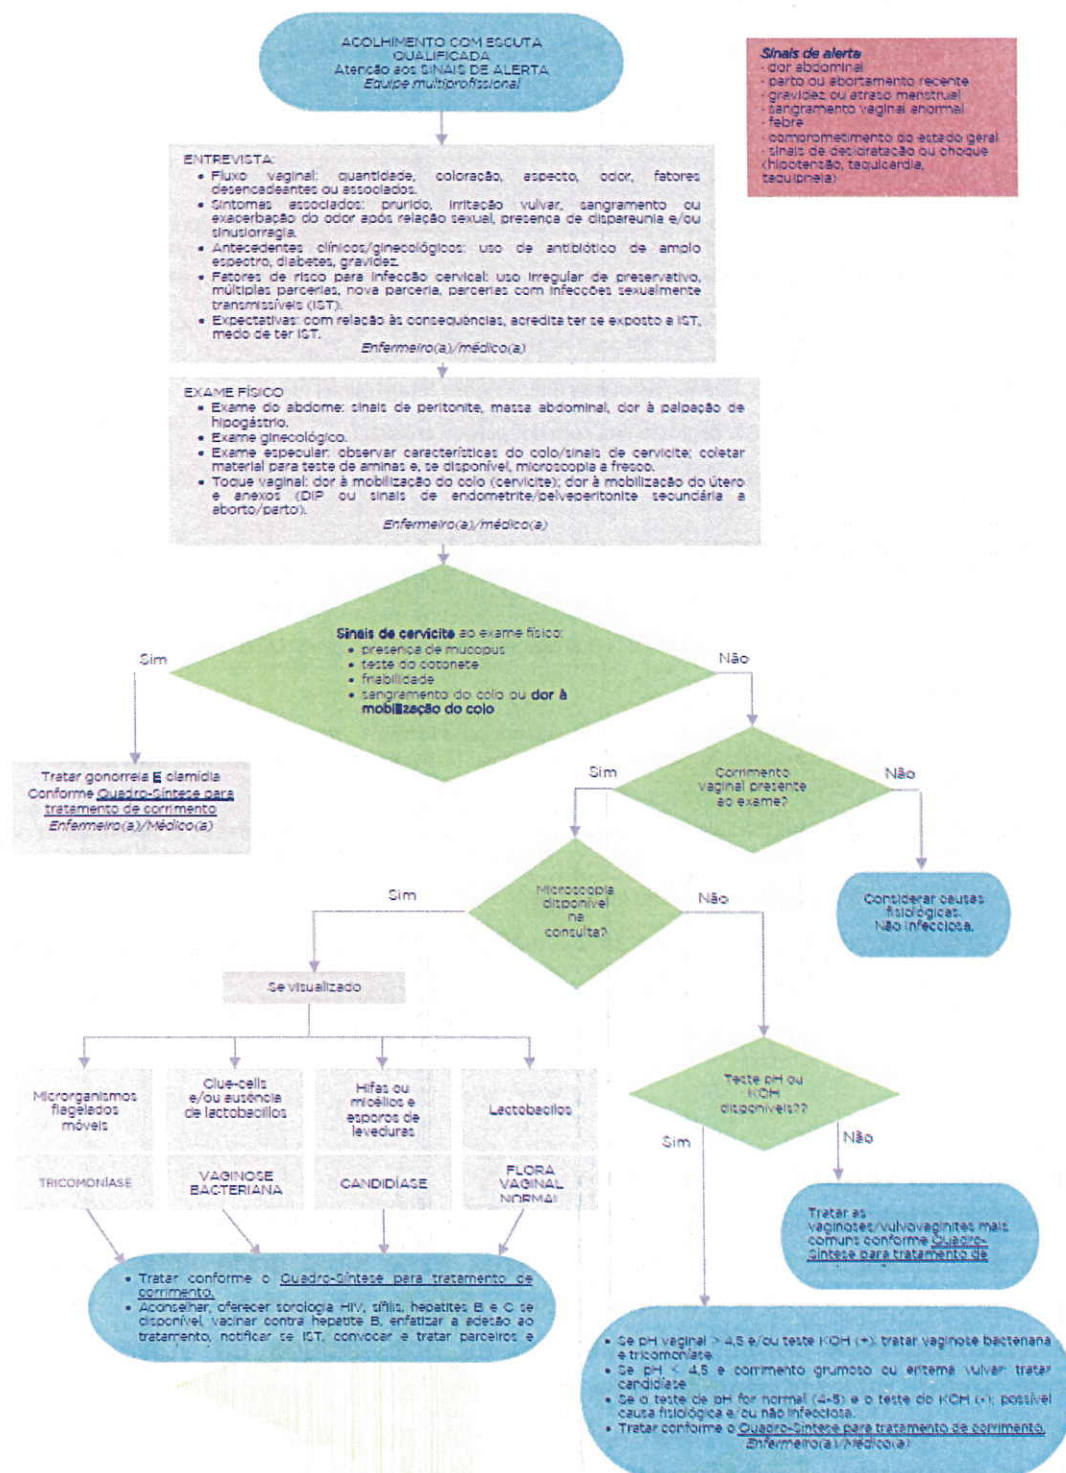 ACOLHIMENTO COM ESCUTA
QUALIFICADA
Atenção aos SINAIS DE ALERTA
Equipe multiprofissional
Sinais de alerta
- dor abdominal
- parto ou abortamento recente
- gravidez ou atraso menstrual
- sangramento vaginal anormal
- febre
- comprometimento do estado geral
- sinais de desidratação ou choque
(hipotensão, taquicardia,
taquipneia)
ENTREVISTA:
• Fluxo vaginal: quantidade, coloração, aspecto, odor, fatores
desencadeantes ou associados.
• Sintomas associados: prurido, irritação vulvar, sangramento ou
exacerbação do odor após relação sexual, presença de dispareunia e/ou
sinusiorragia.
• Antecedentes clínicos/ginecológicos: uso de antibiótico de amplo
espectro, diabetes, gravidez.
• Fatores de risco para infecção cervical: uso irregular de preservativo,
múltiplas parcerias, nova parceria, parcerias com infecções sexualmente
transmissíveis (IST).
• Expectativas: com relação às consequências, acredita ter se exposto a IST,
medo de ter IST.
Enfermeiro(a)/médico(a)
EXAME FÍSICO
• Exame do abdome: sinais de peritonite, massa abdominal, dor à palpação de
hipogástrio.
• Exame ginecológico.
• Exame especular: observar características do colo/sinais de cervicite; coletar
material para teste de aminas e, se disponível, microscopia a fresco.
• Toque vaginal: dor à mobilização do colo (cervicite); dor à mobilização do útero
e anexos (DIP ou sinais de endometrite/pelveperitonite secundária a
aborto/parto).
Enfermeiro(a)/médico(a)
Sinais de cervicite ao exame físico:
• presença de mucopus
• teste do cotonete
• friabilidade
• sangramento do colo ou dor à
mobilização do colo
Sim
Não
Tratar gonorreia E clamídia
Conforme Quadro-Síntese para
tratamento de corrimento
Enfermeiro(a)/Médico(a)
Sim
Corrimento
vaginal presente
ao exame?
Não
Considerar causas
fisiológicas.
Não infecciosa.
Sim
Microscopia
disponível
na
consulta?
Não
Se visualizado
Microrganismos
flagelados
móveis
Clue-cells
e/ou ausência
de lactobacilos
Hifas ou
micélios e
esporos de
leveduras
Lactobacilos
TRICOMONÍASE
VAGINOSE
BACTERIANA
CANDIDÍASE
FLORA
VAGINAL
NORMAL
Teste pH ou
KOH
disponíveis??
Sim
Não
Tratar as
vaginoses/vulvovaginites mais
comuns conforme Quadro-
Síntese para tratamento de
• Tratar conforme o Quadro-Síntese para tratamento de
corrimento.
• Aconselhar, oferecer sorologia HIV, sífilis, hepatites B e C se
disponível, vacinar contra hepatite B, enfatizar a adesão ao
tratamento, notificar se IST, convocar e tratar parceiros e
• Se pH vaginal > 4,5 e/ou teste KOH (+): tratar vaginose bacteriana
e tricomoníase
• Se pH < 4,5 e corrimento grumoso ou eritema vulvar: tratar
candidíase
• Se o teste de pH for normal (4-5) e o teste do KOH (-): possível
causa fisiológica e/ou não infecciosa.
• Tratar conforme o Quadro-Síntese para tratamento de corrimento.
Enfermeiro(a)/Médico(a)